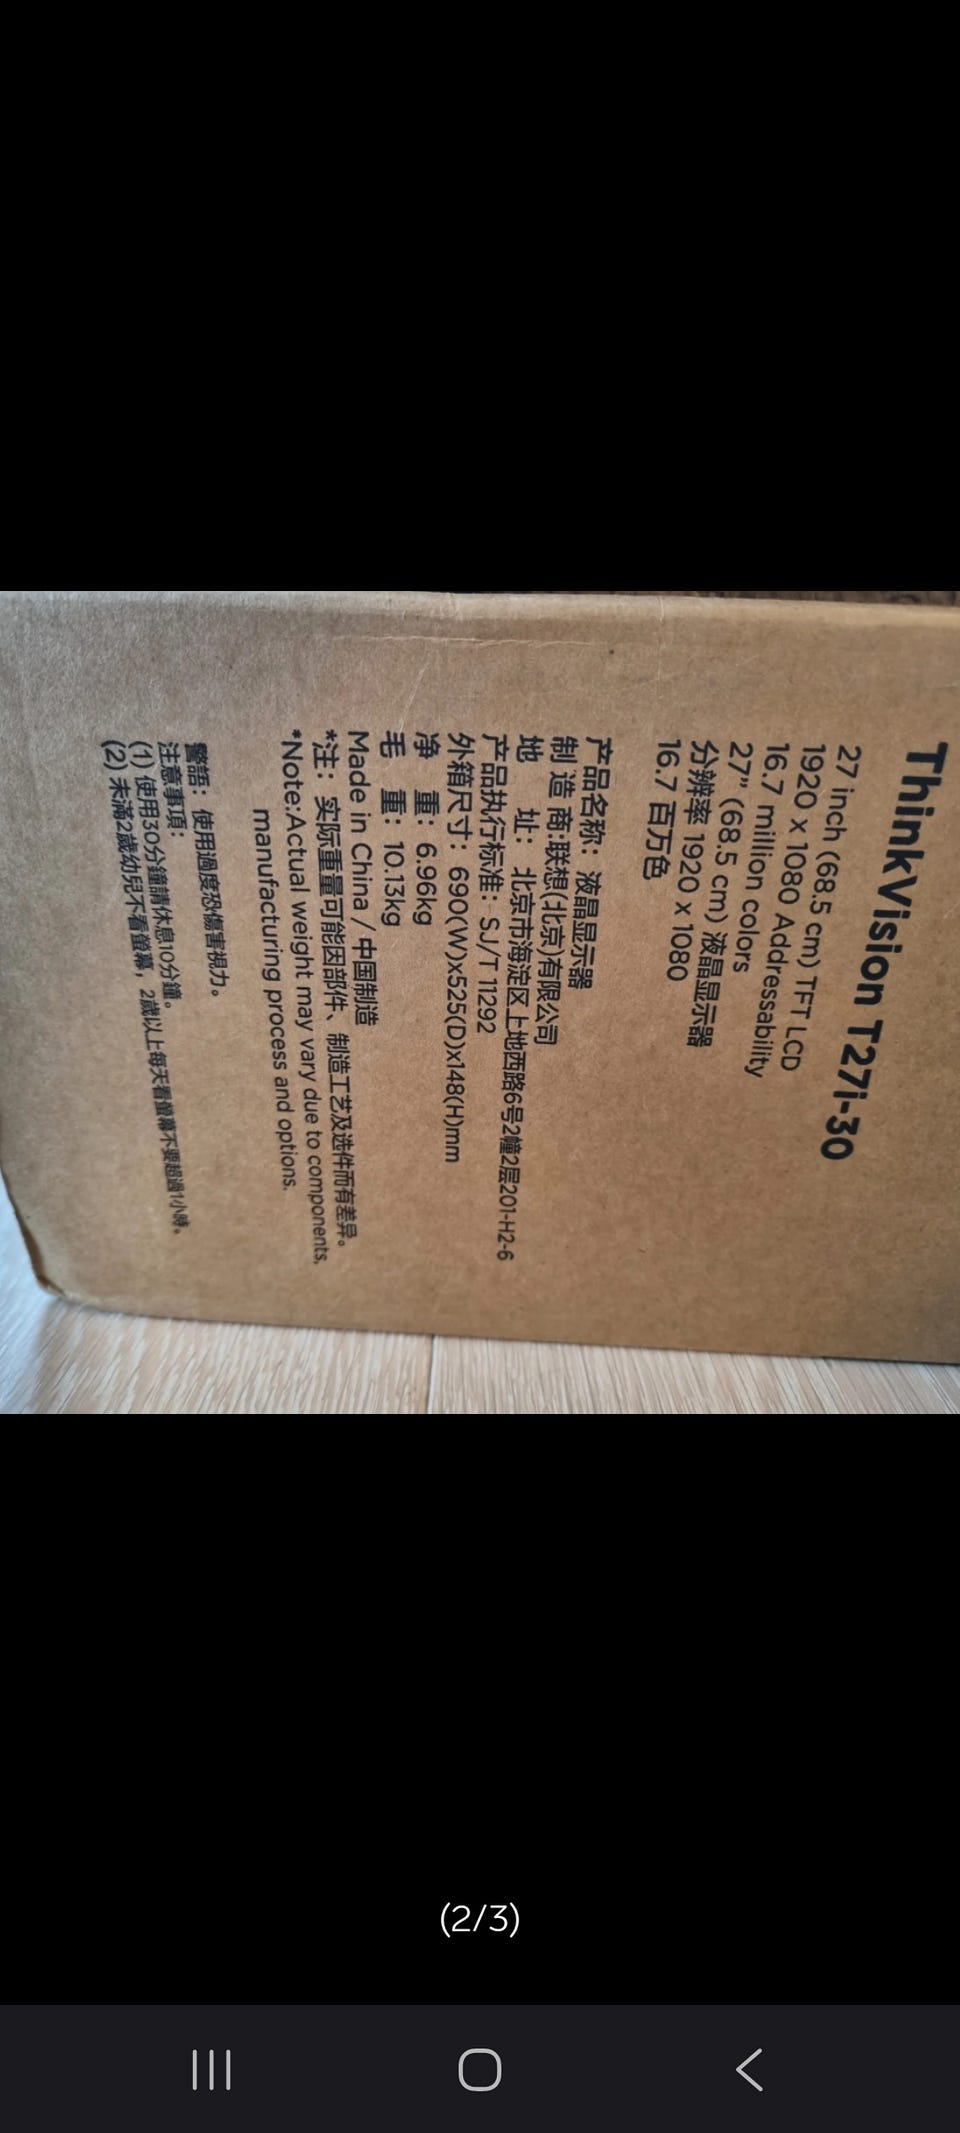 ThinkVision T27i-30
27 inch (68.5 cm) TFT LCD
1920 x 1080 Addressability
16.7 million colors
27" (68.5 cm) 液晶显示器
分辨率 1920 x 1080
16.7 百万色
产品名称：液晶显示器
制 造 商:联想(北京)有限公司
地 址：北京市海淀区上地西路6号2幢2层201-H2-6
产品执行标准：SJ/T 11292
外箱尺寸：690(W)x525(D)x148(H)mm
净 重：6.96kg
毛 重：10.13kg
Made in China / 中国制造
*注：实际重量可能因部件、制造工艺及选件而有差异。
*Note:Actual weight may vary due to components,
manufacturing process and options.
警語：使用過度恐傷害視力。
注意事項：
(1) 使用30分鐘請休息10分鐘。
(2) 未滿2歲幼兒不看螢幕，2歲以上每天看螢幕不要超過1小時。
(2/3)